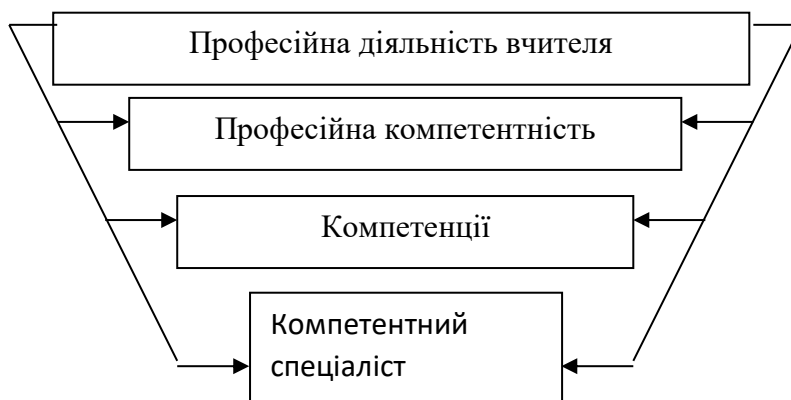 Професійна діяльність вчителя
Професійна компетентність
Компетенції
Компетентний
спеціаліст